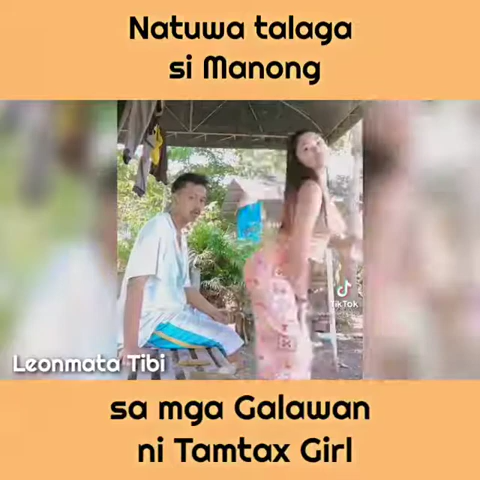 Natuwa talaga
si Manong
TikTok
Leonmata Tibi
sa mga Galawan
ni Tamtax Girl